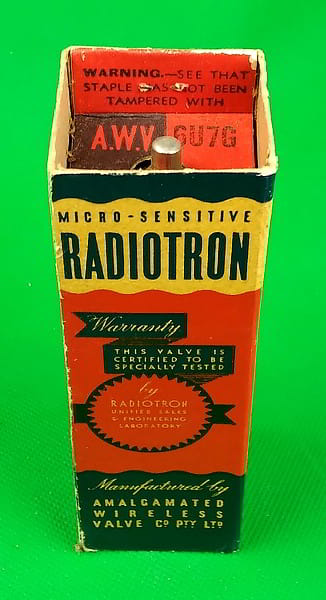 WARNING.—SEE THAT
STAPLE HAS NOT BEEN
TAMPERED WITH
A.W.V. 6U7G
MICRO-SENSITIVE
RADIOTRON
Warranty
THIS VALVE IS
CERTIFIED TO BE
SPECIALLY TESTED
by
RADIOTRON
UNIFIED SALES
& ENGINEERING
LABORATORY
Manufactured by
AMALGAMATED
WIRELESS
VALVE CO PTY LTD